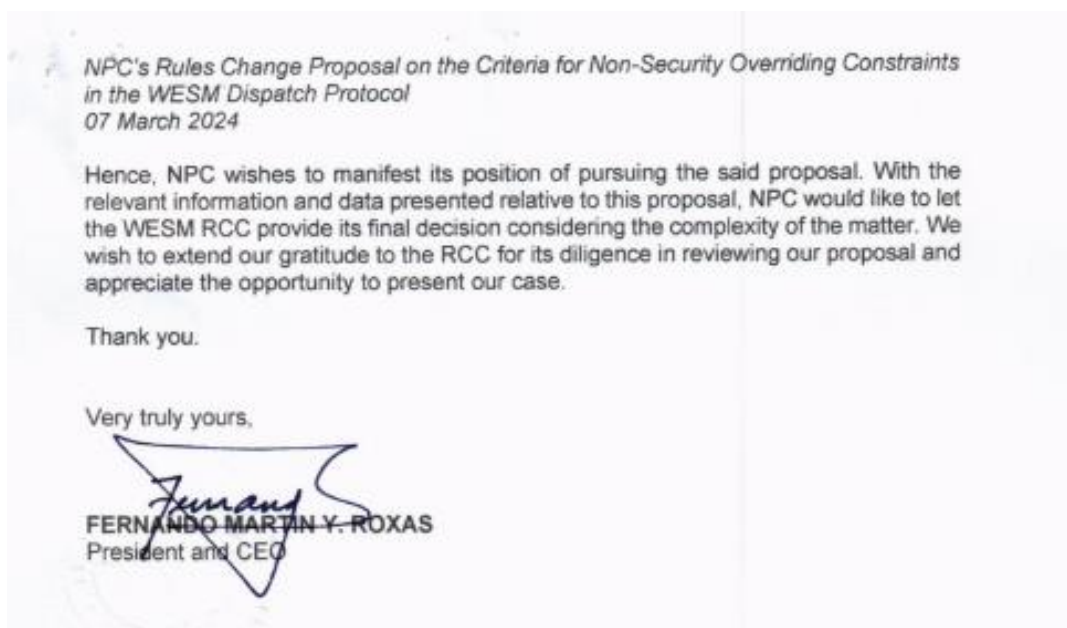 NPC's Rules Change Proposal on the Criteria for Non-Security Overriding Constraints
in the WESM Dispatch Protocol
07 March 2024
Hence, NPC wishes to manifest its position of pursuing the said proposal. With the
relevant information and data presented relative to this proposal, NPC would like to let
the WESM RCC provide its final decision considering the complexity of the matter. We
wish to extend our gratitude to the RCC for its diligence in reviewing our proposal and
appreciate the opportunity to present our case.
Thank you.
Very truly yours,
FERNANDO MARTIN Y. ROXAS
President and CEO